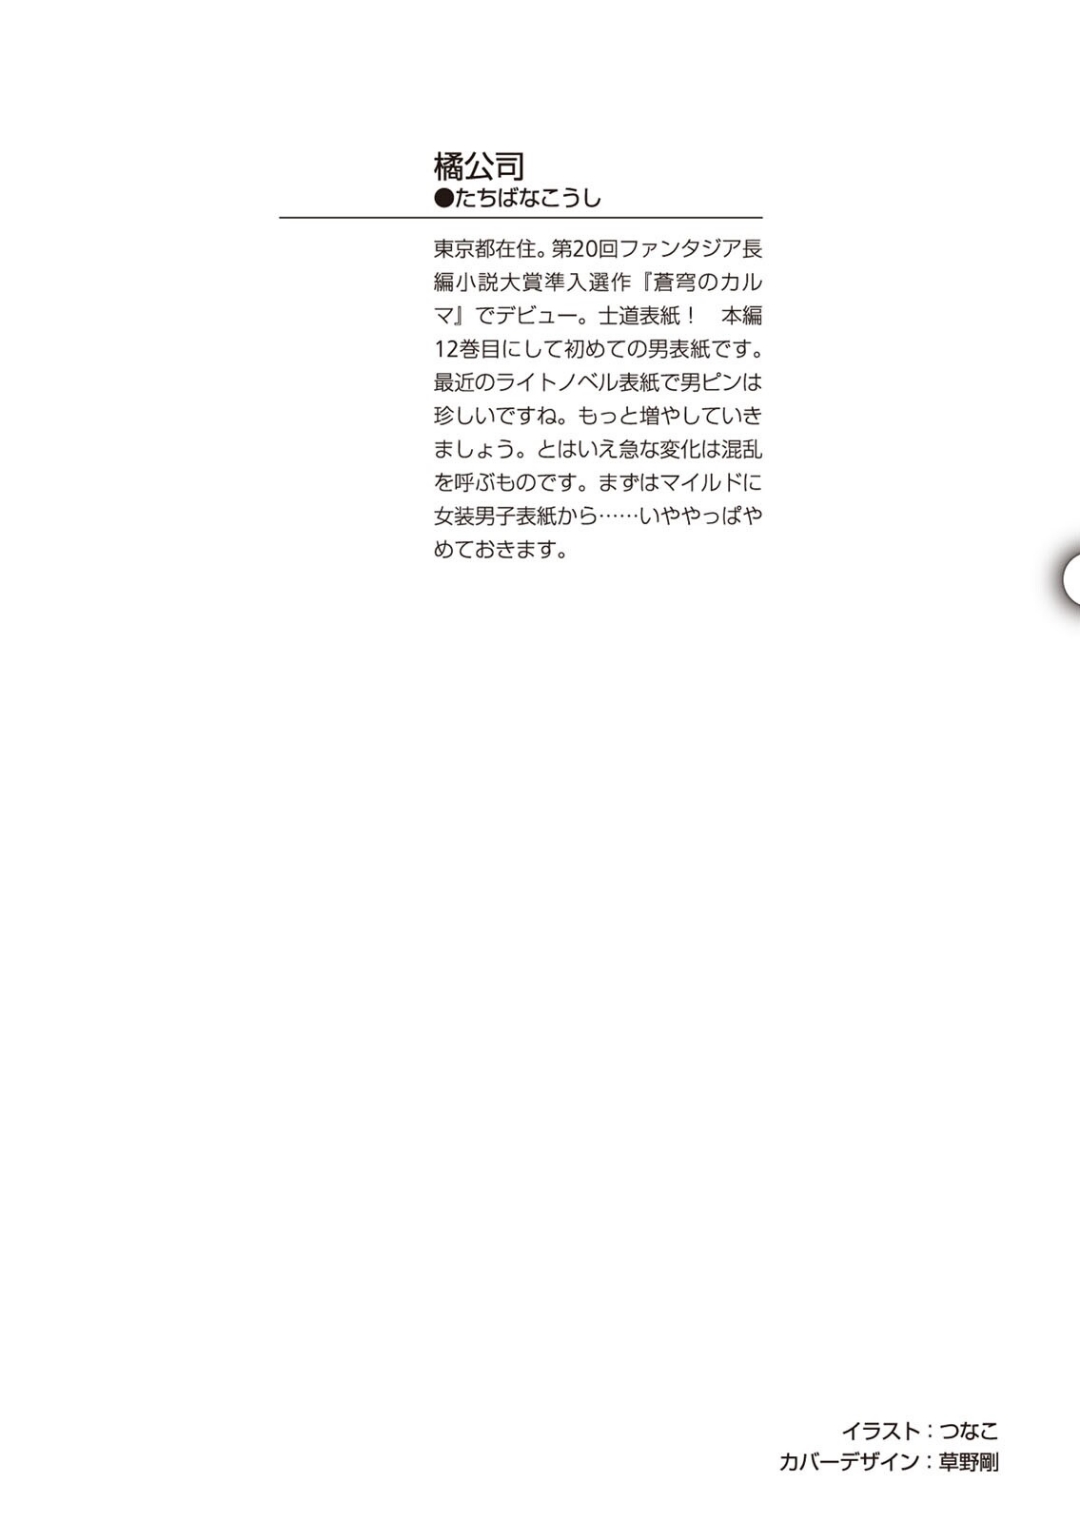 橘公司
●たちばなこうし
東京都在住。第20回ファンタジア長
編小説大賞準入選作『蒼穹のカル
マ』でデビュー。士道表紙！　本編
12巻目にして初めての男表紙です。
最近のライトノベル表紙で男ピンは
珍しいですね。もっと増やしていき
ましょう。とはいえ急な変化は混乱
を呼ぶものです。まずはマイルドに
女装男子表紙から……いややっぱや
めておきます。
イラスト：つなこ
カバーデザイン：草野剛